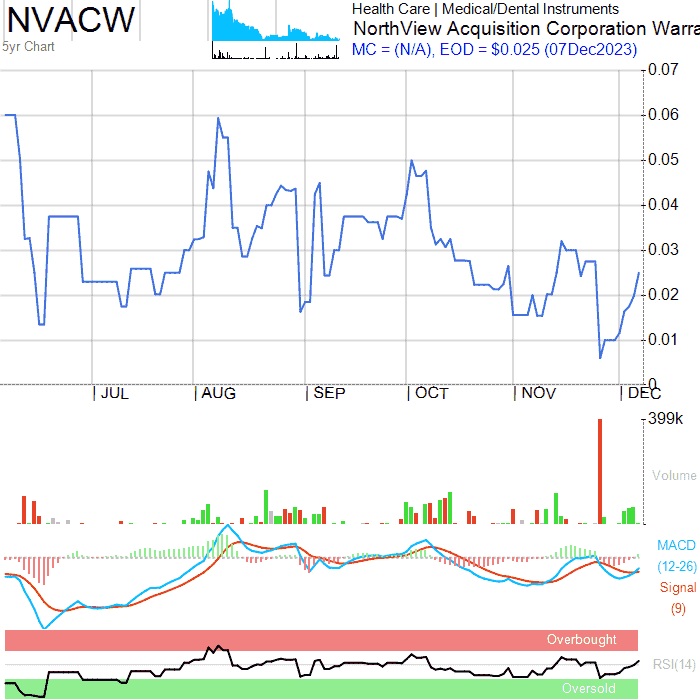 NVACW
5yr Chart
Health Care | Medical/Dental Instruments
NorthView Acquisition Corporation Warra
MC = (N/A), EOD = $0.025 (07Dec2023)
0.07
0.06
0.05
0.04
0.03
0.02
0.01
0
JUL AUG SEP OCT NOV DEC
399k
Volume
MACD
(12-26)
Signal
(9)
Overbought
RSI(14)
Oversold